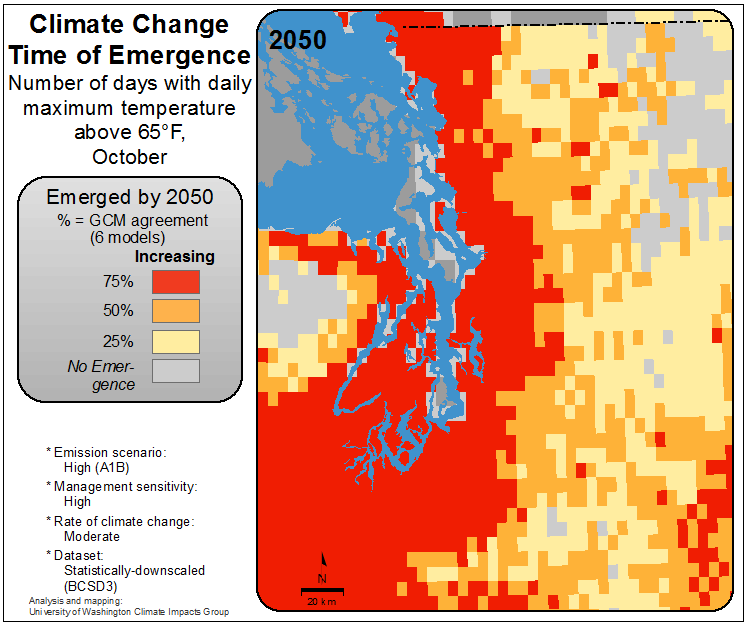 Climate Change
Time of Emergence
Number of days with daily
maximum temperature
above 65°F,
October
Emerged by 2050
% = GCM agreement
(6 models)
Increasing
75%
50%
25%
No Emer-
gence
* Emission scenario:
High (A1B)
* Management sensitivity:
High
* Rate of climate change:
Moderate
* Dataset:
Statistically-downscaled
(BCSD3)
Analysis and mapping:
University of Washington Climate Impacts Group
2050
N
20 km